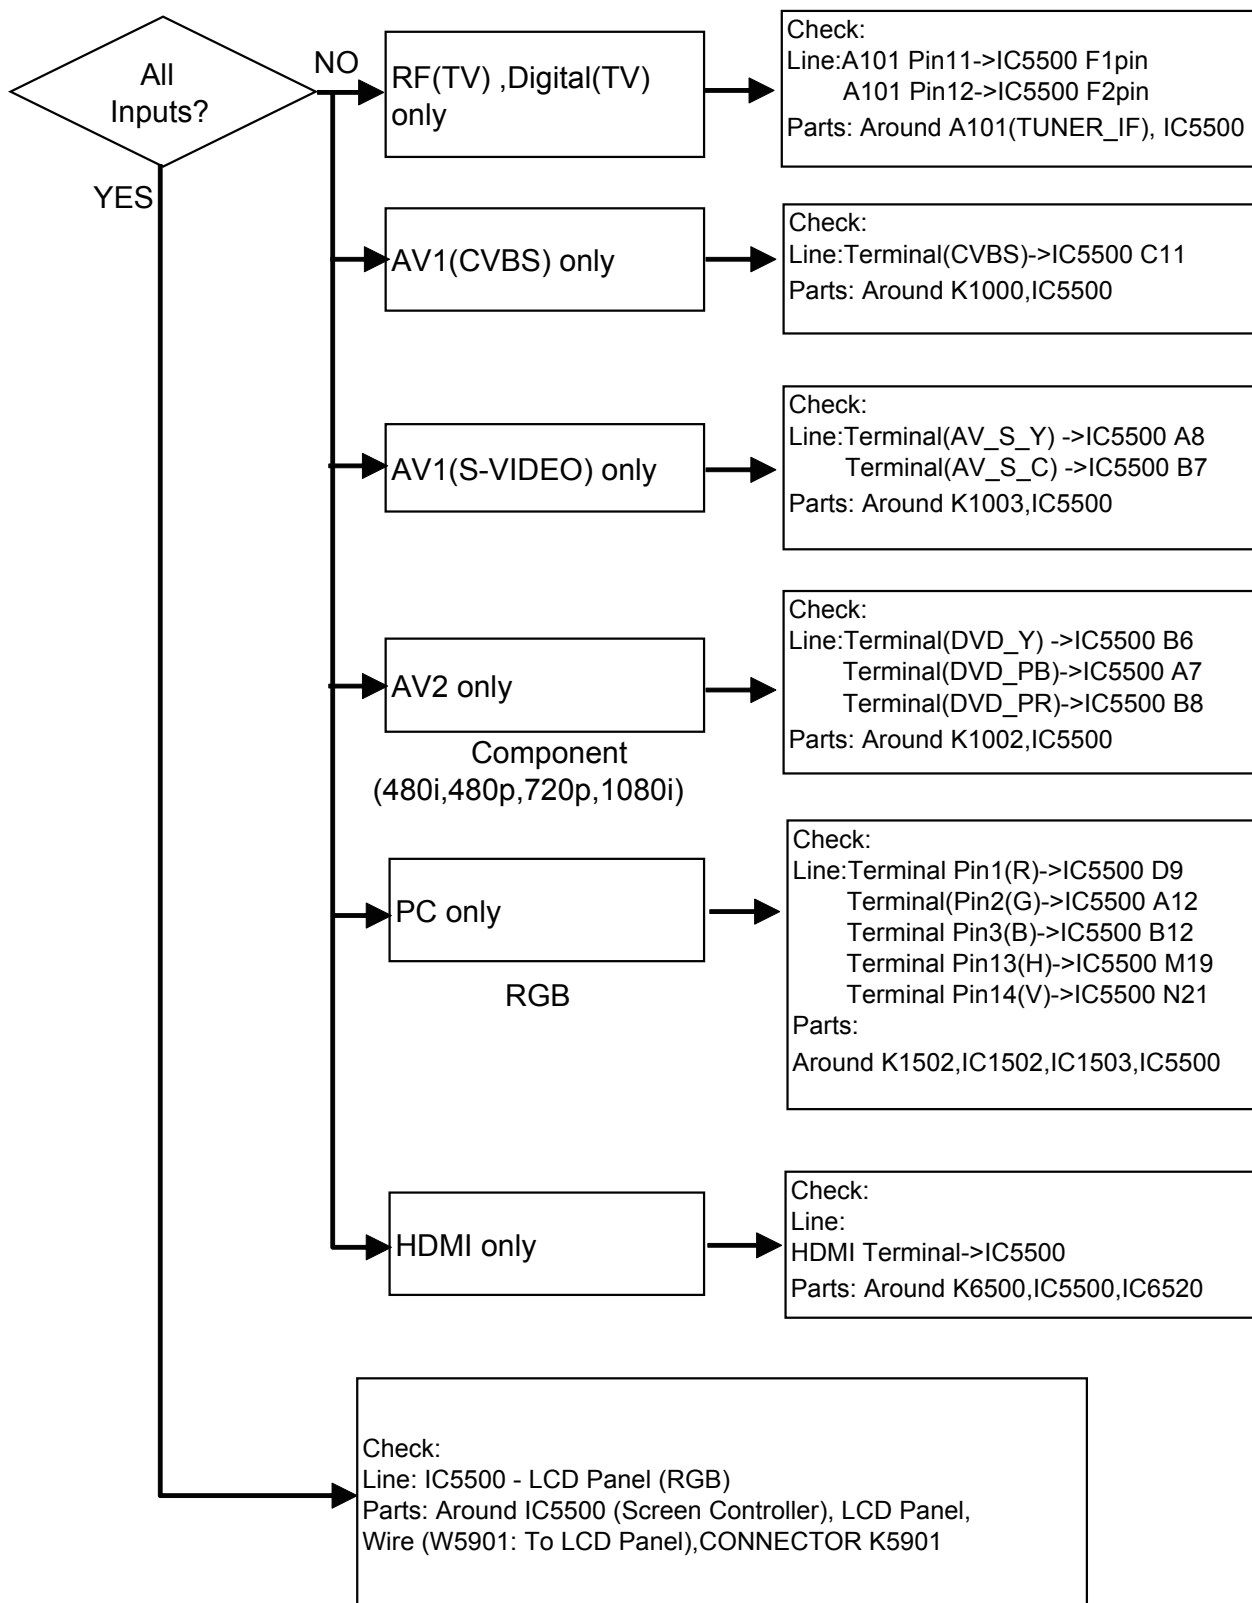 All
Inputs?
NO
YES
RF(TV) ,Digital(TV)
only
Check:
Line:A101 Pin11->IC5500 F1pin
A101 Pin12->IC5500 F2pin
Parts: Around A101(TUNER_IF), IC5500
AV1(CVBS) only
Check:
Line:Terminal(CVBS)->IC5500 C11
Parts: Around K1000,IC5500
AV1(S-VIDEO) only
Check:
Line:Terminal(AV_S_Y) ->IC5500 A8
Terminal(AV_S_C) ->IC5500 B7
Parts: Around K1003,IC5500
AV2 only
Component
(480i,480p,720p,1080i)
Check:
Line:Terminal(DVD_Y) ->IC5500 B6
Terminal(DVD_PB)->IC5500 A7
Terminal(DVD_PR)->IC5500 B8
Parts: Around K1002,IC5500
PC only
RGB
Check:
Line:Terminal Pin1(R)->IC5500 D9
Terminal(Pin2(G)->IC5500 A12
Terminal Pin3(B)->IC5500 B12
Terminal Pin13(H)->IC5500 M19
Terminal Pin14(V)->IC5500 N21
Parts:
Around K1502,IC1502,IC1503,IC5500
HDMI only
Check:
Line:
HDMI Terminal->IC5500
Parts: Around K6500,IC5500,IC6520
Check:
Line: IC5500 - LCD Panel (RGB)
Parts: Around IC5500 (Screen Controller), LCD Panel,
Wire (W5901: To LCD Panel),CONNECTOR K5901